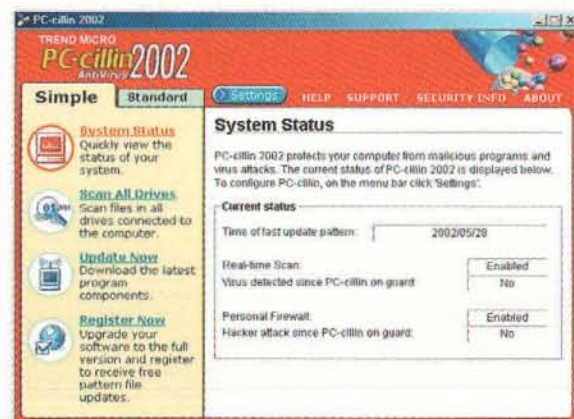 PC-cillin 2002
TREND MICRO
PC-cillin 2002
AntiVirus
Simple
Standard
Settings
HELP
SUPPORT
SECURITY INFO
ABOUT
System Status
Quickly view the
status of your
system.
Scan All Drives
Scan files in all
drives connected to
the computer.
Update Now
Download the latest
program
components.
Register Now
Upgrade your
software to the full
version and register
to receive free
pattern file
updates.
System Status
PC-cillin 2002 protects your computer from malicious programs and
virus attacks. The current status of PC-cillin 2002 is displayed below.
To configure PC-cillin, on the menu bar click 'Settings'.
Current status
Time of last update pattern: 2002/05/28
Real-time Scan: Enabled
Virus detected since PC-cillin on guard: No
Personal Firewall: Enabled
Hacker attack since PC-cillin on guard: No